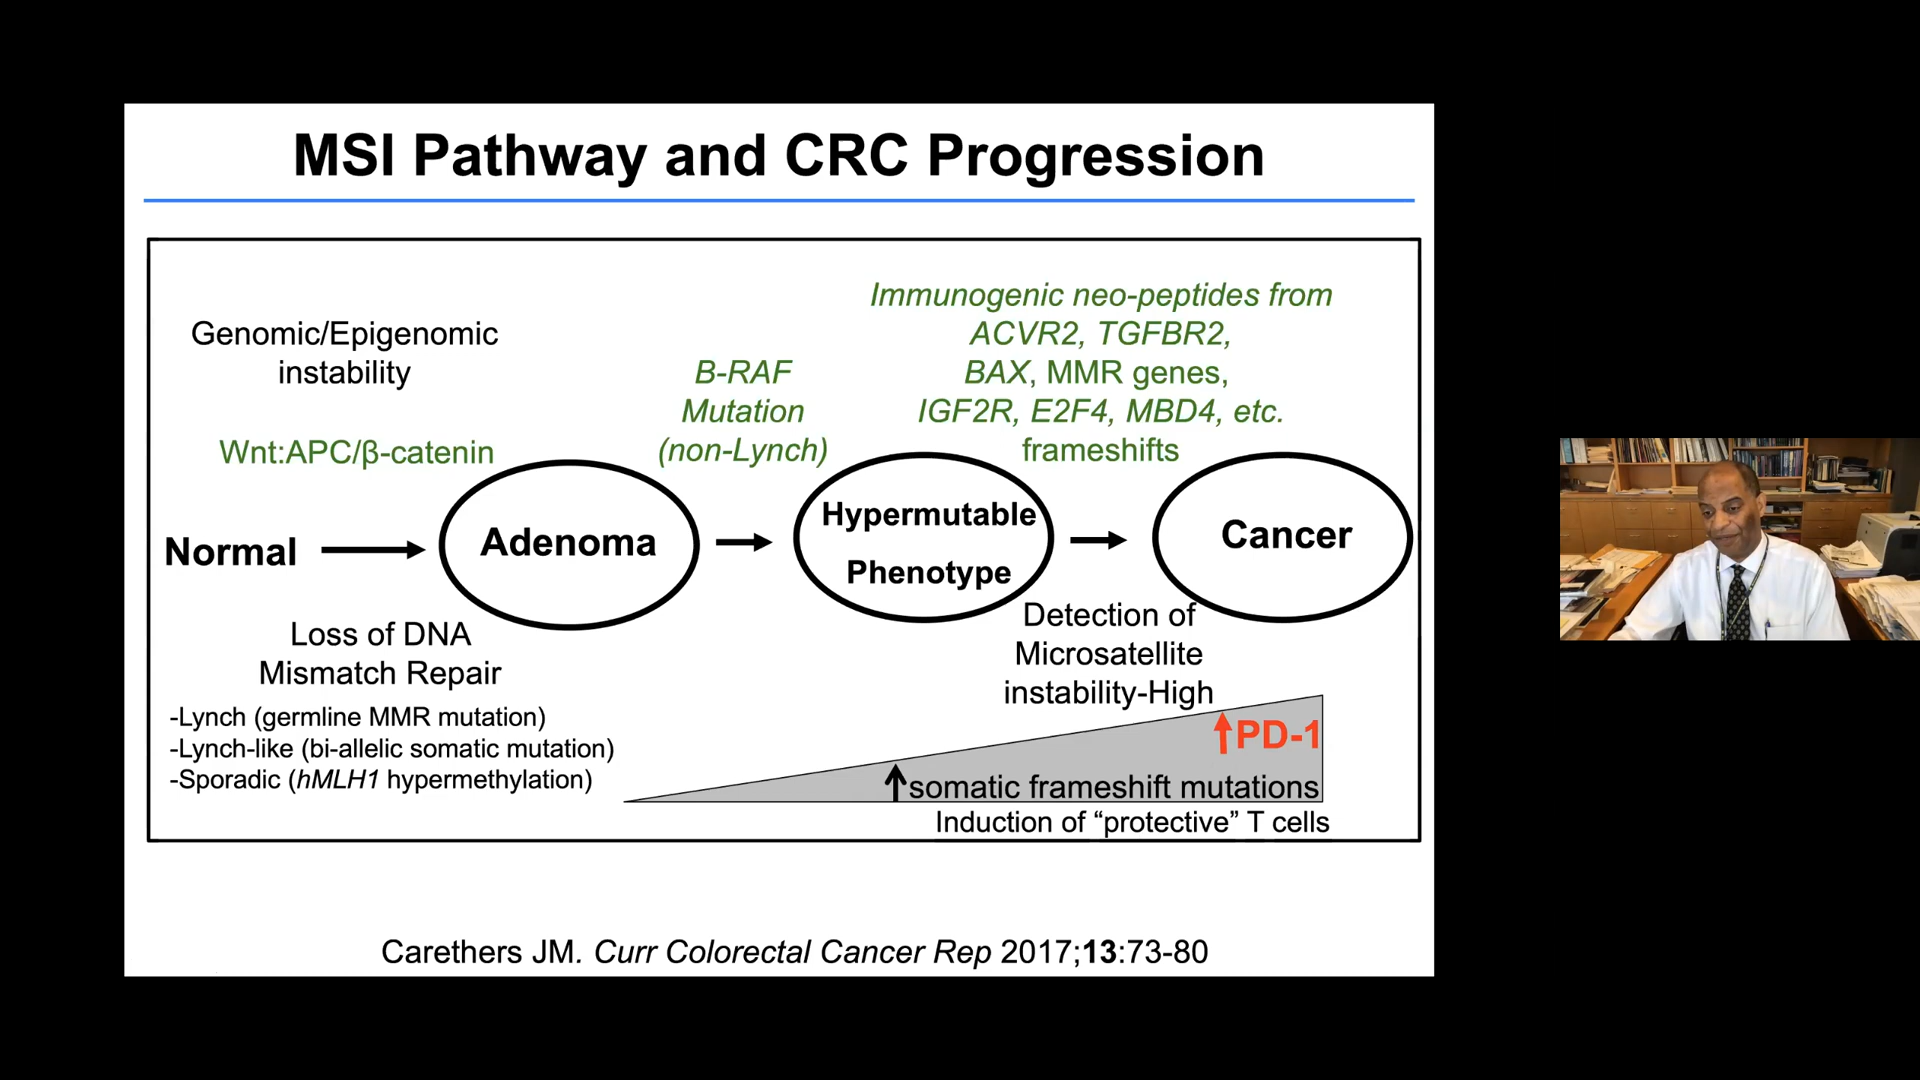 MSI Pathway and CRC Progression
Genomic/Epigenomic
instability
Wnt:APC/β-catenin
B-RAF
Mutation
(non-Lynch)
Immunogenic neo-peptides from
ACVR2, TGFBR2,
BAX, MMR genes,
IGF2R, E2F4, MBD4, etc.
frameshifts
Normal
Adenoma
Hypermutable
Phenotype
Cancer
Loss of DNA
Mismatch Repair
-Lynch (germline MMR mutation)
-Lynch-like (bi-allelic somatic mutation)
-Sporadic (hMLH1 hypermethylation)
Detection of
Microsatellite
instability-High
↑PD-1
↑somatic frameshift mutations
Induction of “protective” T cells
Carethers JM. Curr Colorectal Cancer Rep 2017;13:73-80